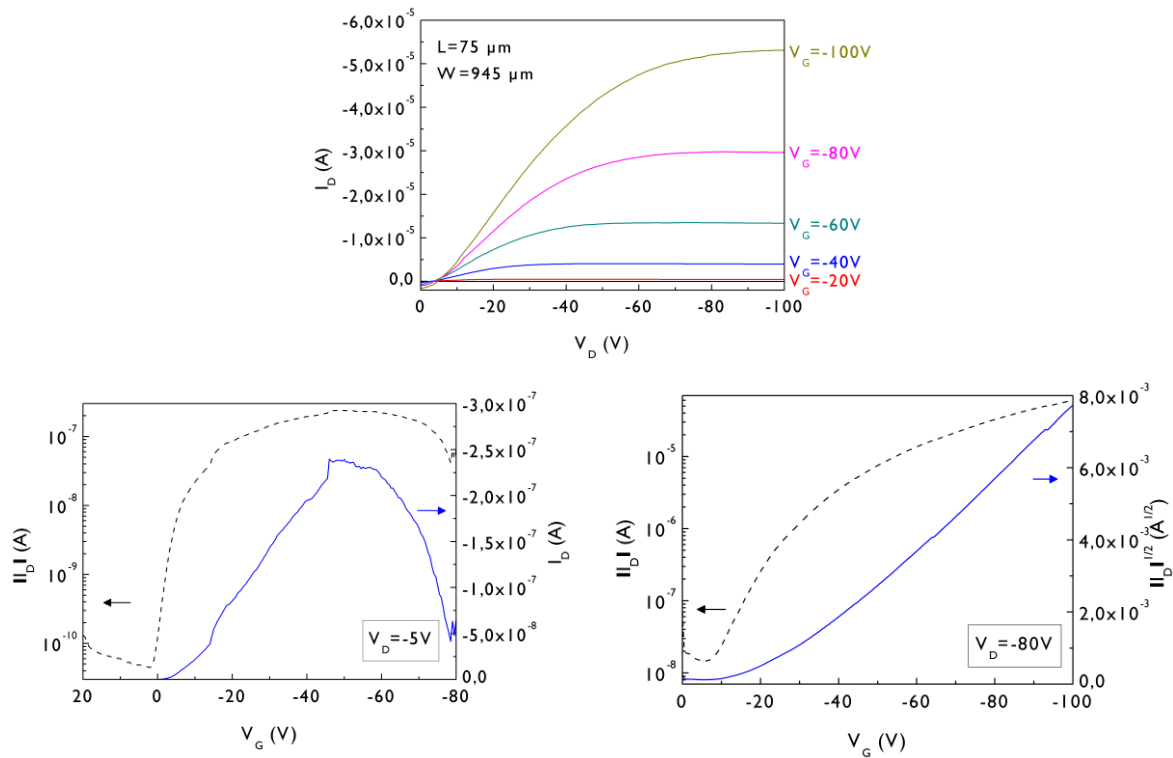 -6,0x10⁻⁵
-5,0x10⁻⁵
-4,0x10⁻⁵
-3,0x10⁻⁵
-2,0x10⁻⁵
-1,0x10⁻⁵
0,0
I_D (A)
L=75 µm
W=945 µm
V_G=-100V
V_G=-80V
V_G=-60V
V_G=-40V
V_G=-20V
0 -20 -40 -60 -80 -100
V_D (V)
10⁻⁷
10⁻⁸
10⁻⁹
10⁻¹⁰
II_DI (A)
V_D=-5V
-3,0x10⁻⁷
-2,5x10⁻⁷
-2,0x10⁻⁷
-1,5x10⁻⁷
-1,0x10⁻⁷
-5,0x10⁻⁸
0,0
I_D (A)
20 0 -20 -40 -60 -80
V_G (V)
10⁻⁵
10⁻⁶
10⁻⁷
10⁻⁸
II_DI (A)
V_D=-80V
8,0x10⁻³
6,0x10⁻³
4,0x10⁻³
2,0x10⁻³
0,0
II_DI^1/2 (A^1/2)
0 -20 -40 -60 -80 -100
V_G (V)